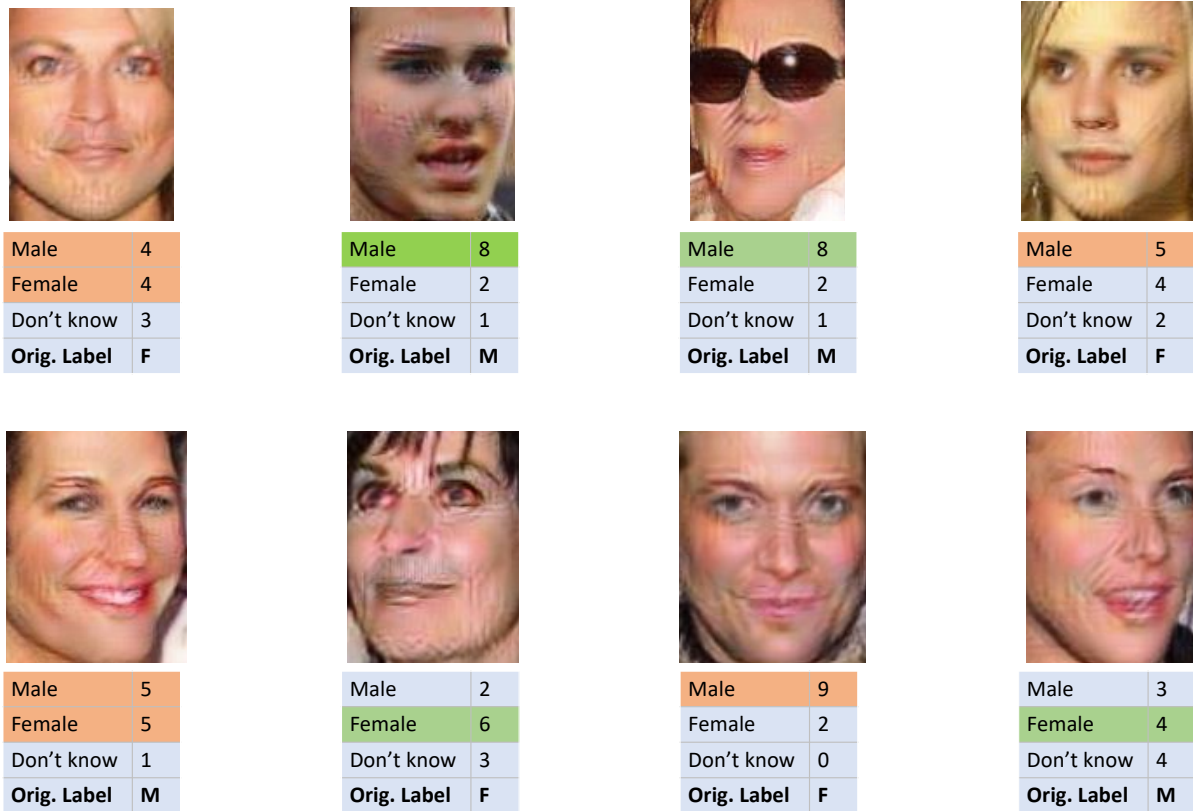 Male 4
Female 4
Don't know 3
Orig. Label F
Male 8
Female 2
Don't know 1
Orig. Label M
Male 8
Female 2
Don't know 1
Orig. Label M
Male 5
Female 4
Don't know 2
Orig. Label F
Male 5
Female 5
Don't know 1
Orig. Label M
Male 2
Female 6
Don't know 3
Orig. Label F
Male 9
Female 2
Don't know 0
Orig. Label F
Male 3
Female 4
Don't know 4
Orig. Label M